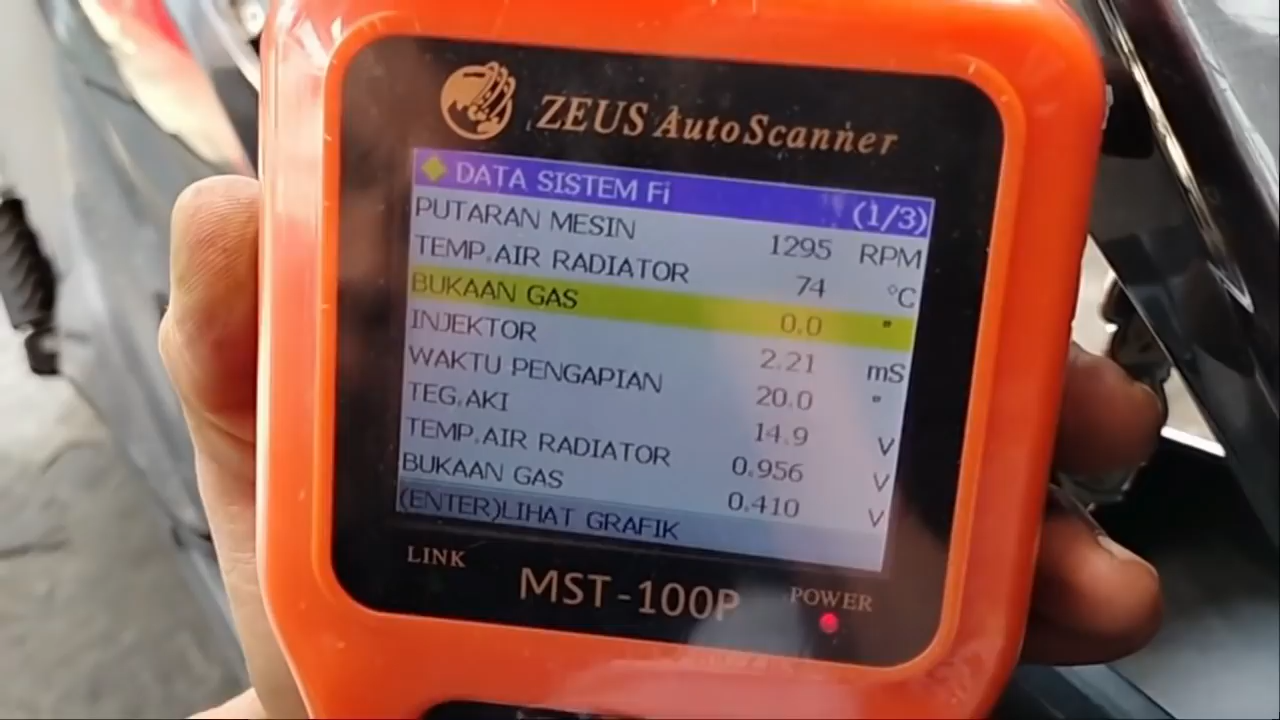 ZEUS AutoScanner
DATA SISTEM Fi (1/3)
PUTARAN MESIN 1295 RPM
TEMP.AIR RADIATOR 74 °C
BUKAAN GAS 0.0 °
INJEKTOR 2.21 mS
WAKTU PENGAPIAN 20.0 °
TEG.AKI 14.9 V
TEMP.AIR RADIATOR 0.956 V
BUKAAN GAS 0.410 V
(ENTER)LIHAT GRAFIK
LINK
MST-100P
POWER